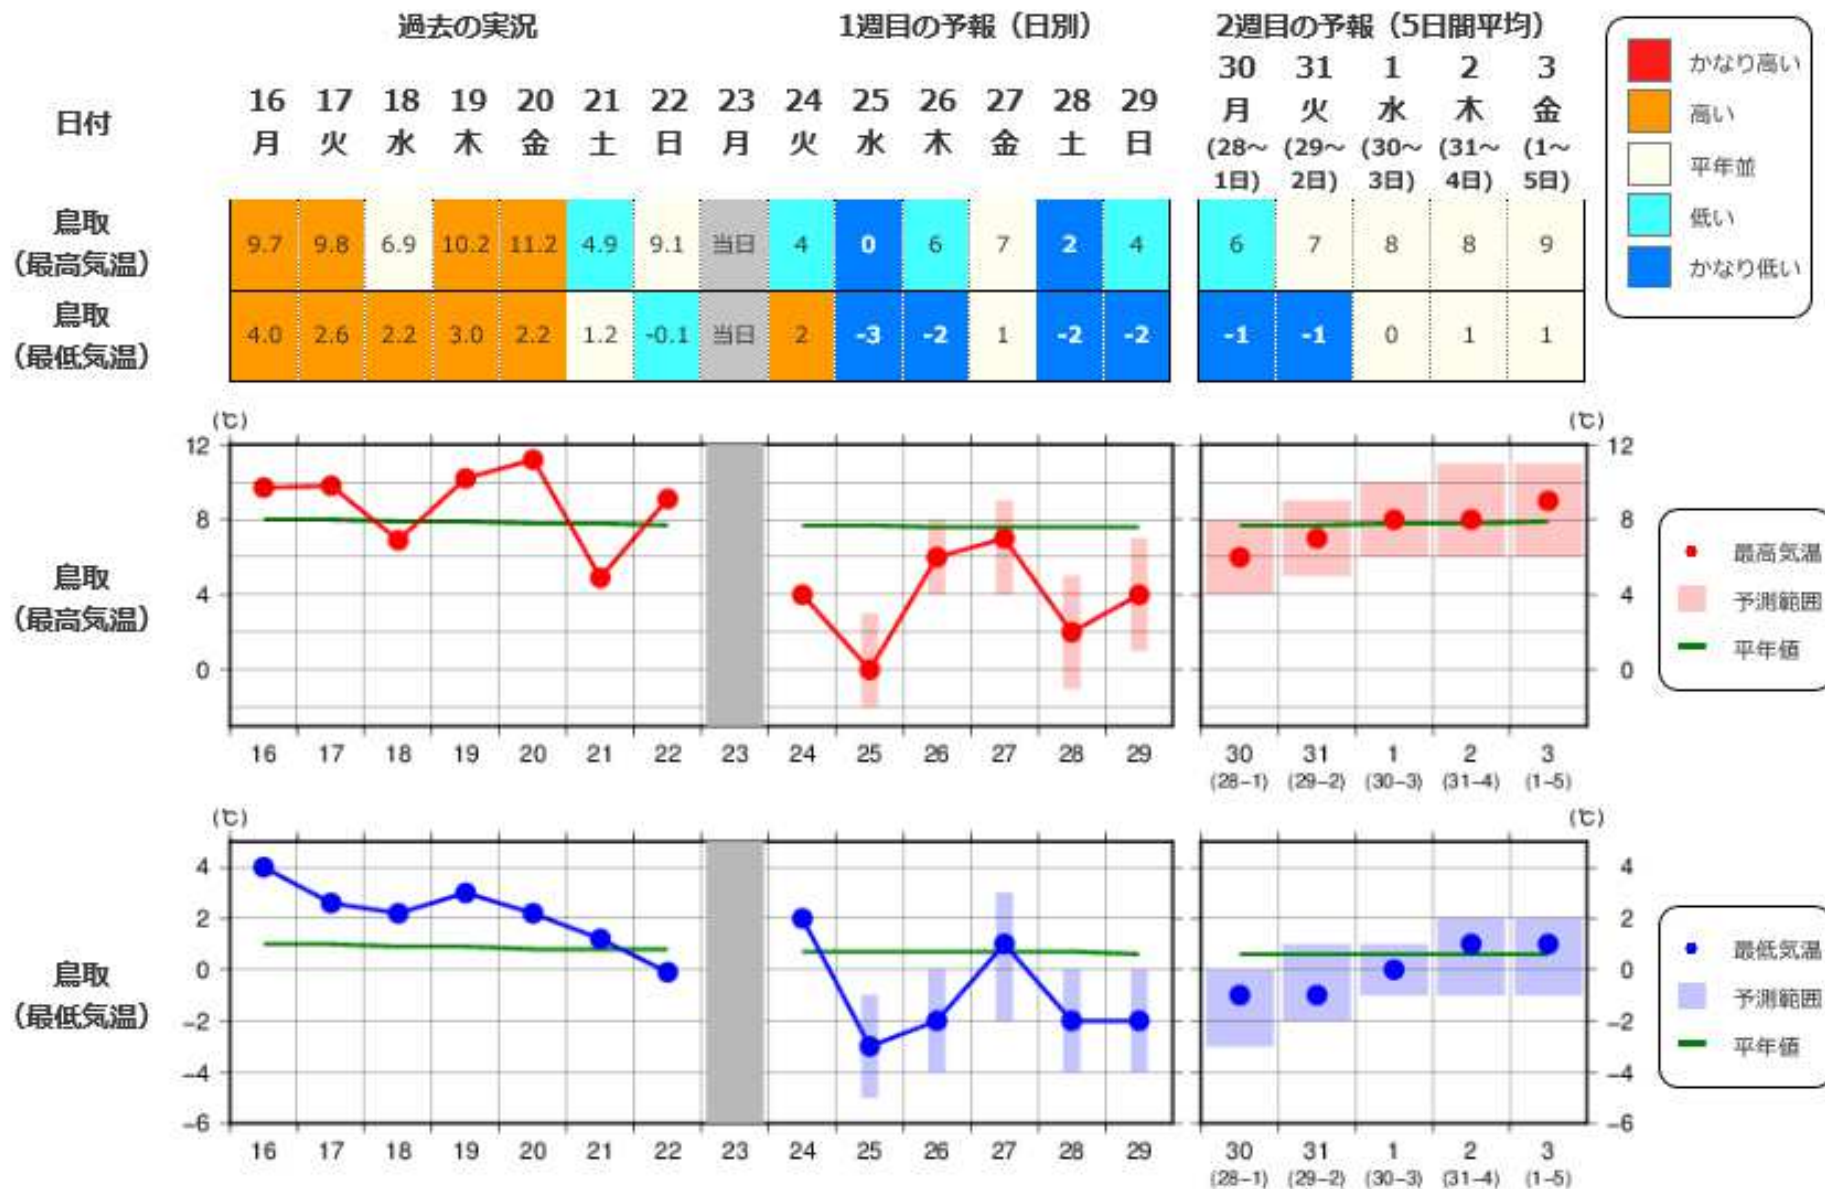 過去の実況 1週目の予報（日別） 2週目の予報（5日間平均）
日付
16 17 18 19 20 21 22 23 24 25 26 27 28 29 30 31 1 2 3
月 火 水 木 金 土 日 月 火 水 木 金 土 日 月 火 水 木 金
(28～ (29～ (30～ (31～ (1～
1日) 2日) 3日) 4日) 5日)
鳥取
（最高気温）
9.7 9.8 6.9 10.2 11.2 4.9 9.1 当日 4 0 6 7 2 4 6 7 8 8 9
鳥取
（最低気温）
4.0 2.6 2.2 3.0 2.2 1.2 -0.1 当日 2 -3 -2 1 -2 -2 -1 -1 0 1 1
かなり高い
高い
平年並
低い
かなり低い
(℃) (℃)
12 12
8 8
4 4
0 0
鳥取
（最高気温）
16 17 18 19 20 21 22 23 24 25 26 27 28 29 30 31 1 2 3
(28−1) (29−2) (30−3) (31−4) (1−5)
最高気温
予測範囲
平年値
(℃) (℃)
4 4
2 2
0 0
−2 −2
−4 −4
−6 −6
鳥取
（最低気温）
16 17 18 19 20 21 22 23 24 25 26 27 28 29 30 31 1 2 3
(28−1) (29−2) (30−3) (31−4) (1−5)
最低気温
予測範囲
平年値